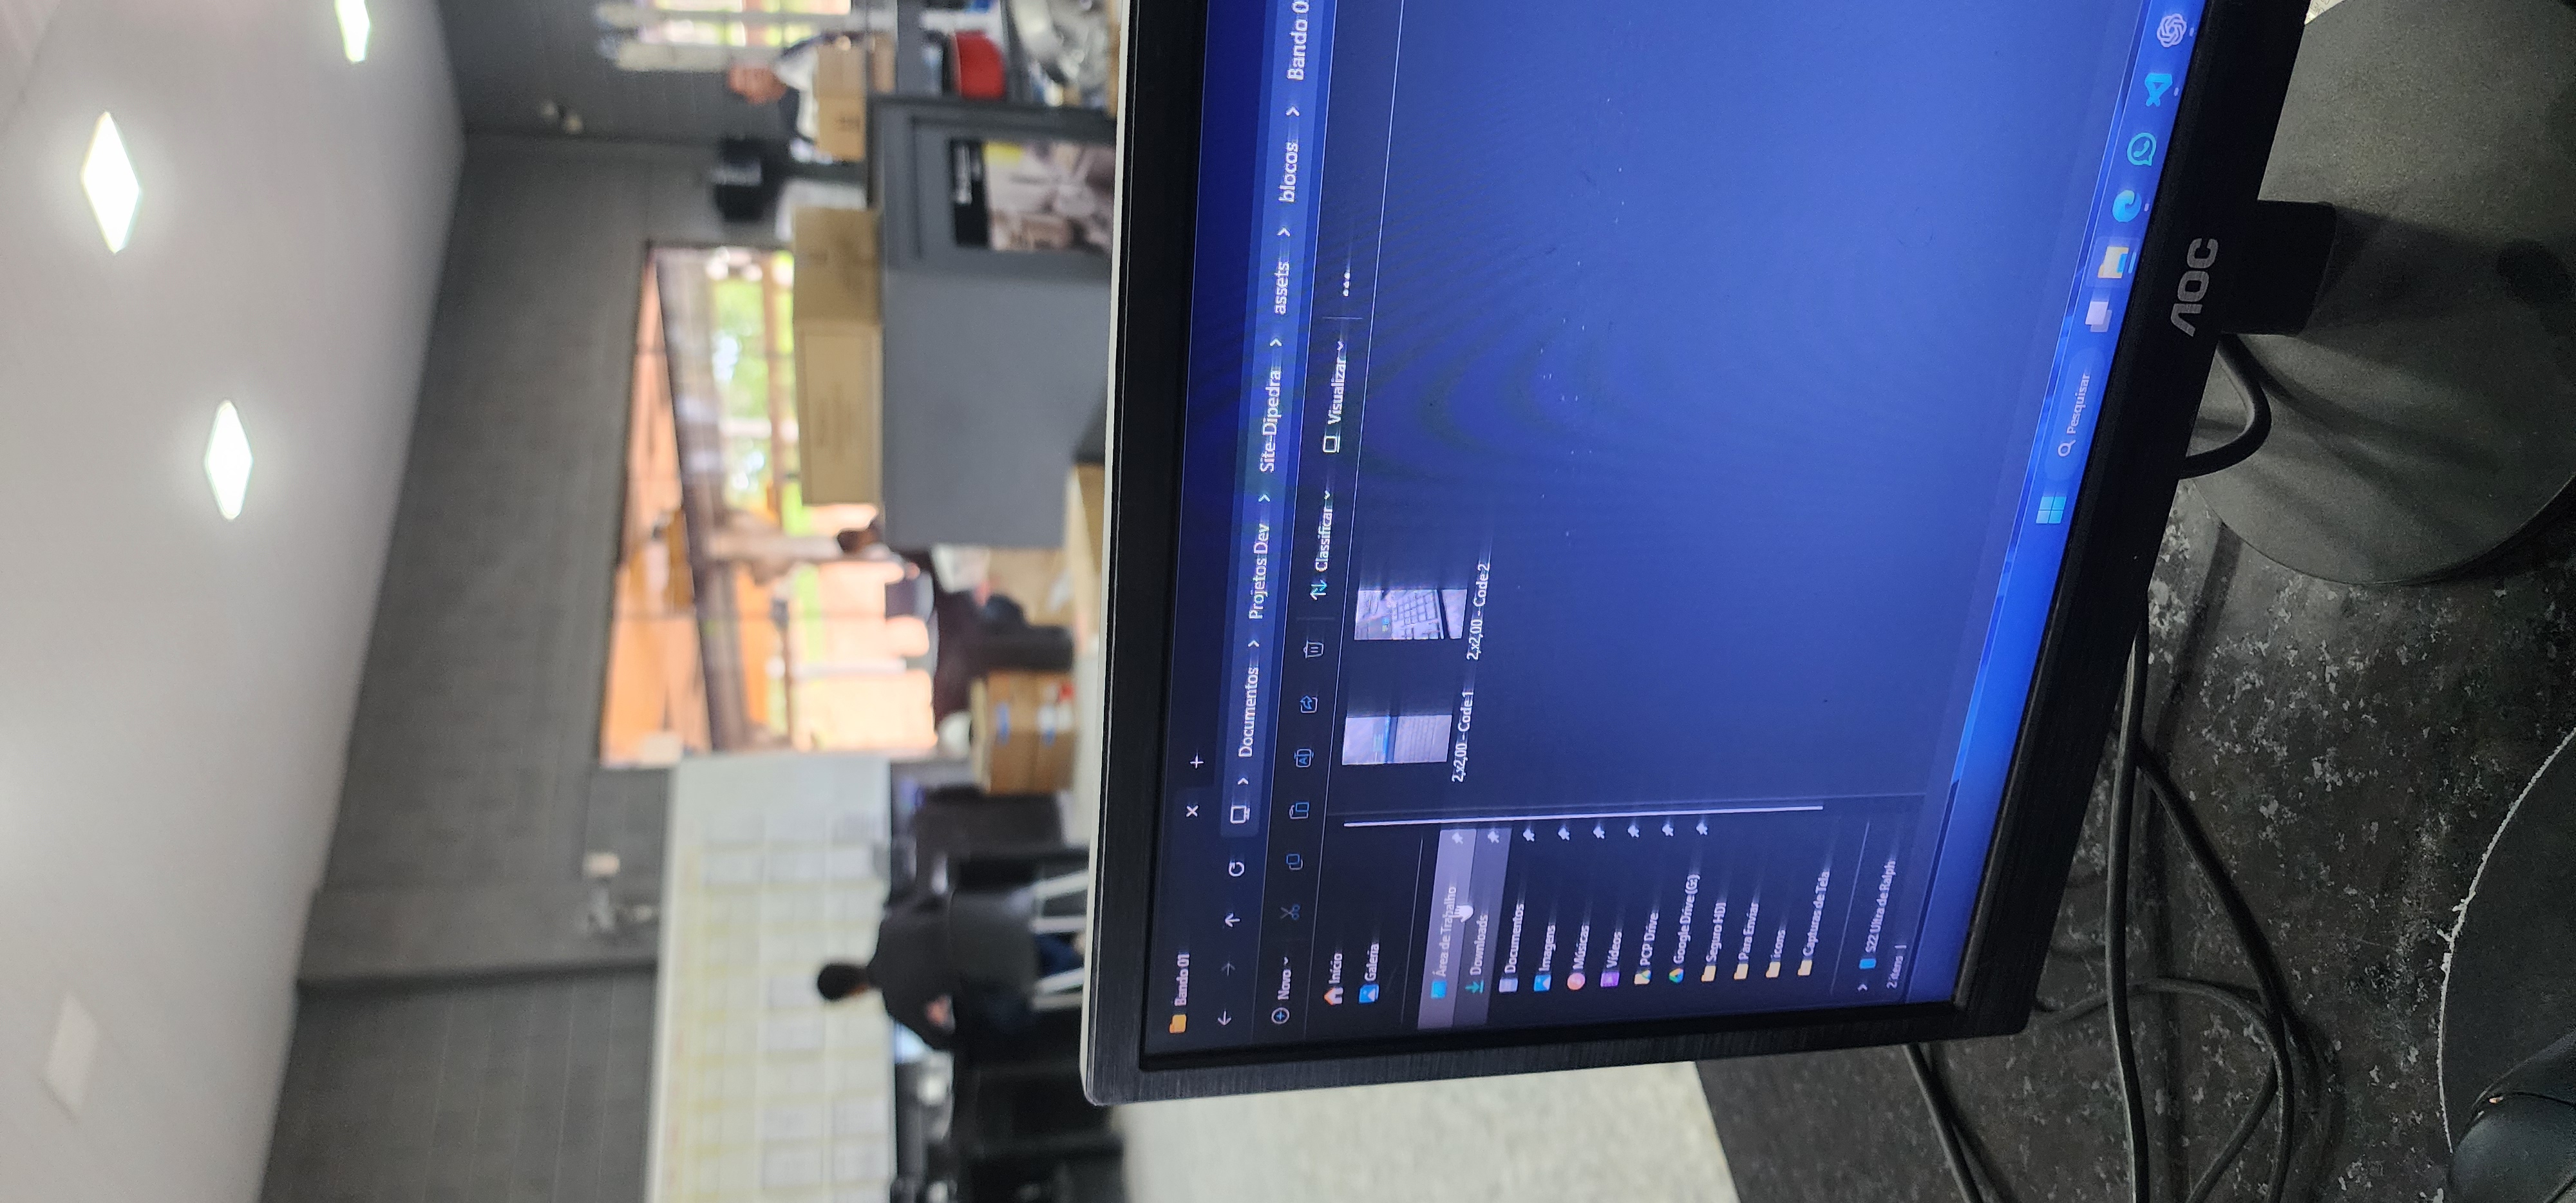 Bando 01
Documentos > Projetos Dev > Site-Dipedra > assets > blocos > Bando 0
Novo
Classificar
Visualizar
Início
Galeria
Área de Trabalho
Downloads
Documentos
Imagens
Músicas
Vídeos
PCP Drive
Google Drive (G:)
Seguro HDI
Para Enviar
icons
Capturas de Tela
S22 Ultra de Ralph
2 itens
2,x2,00 - Code 1
2,x2,00 - Code 2
Pesquisar
AOC